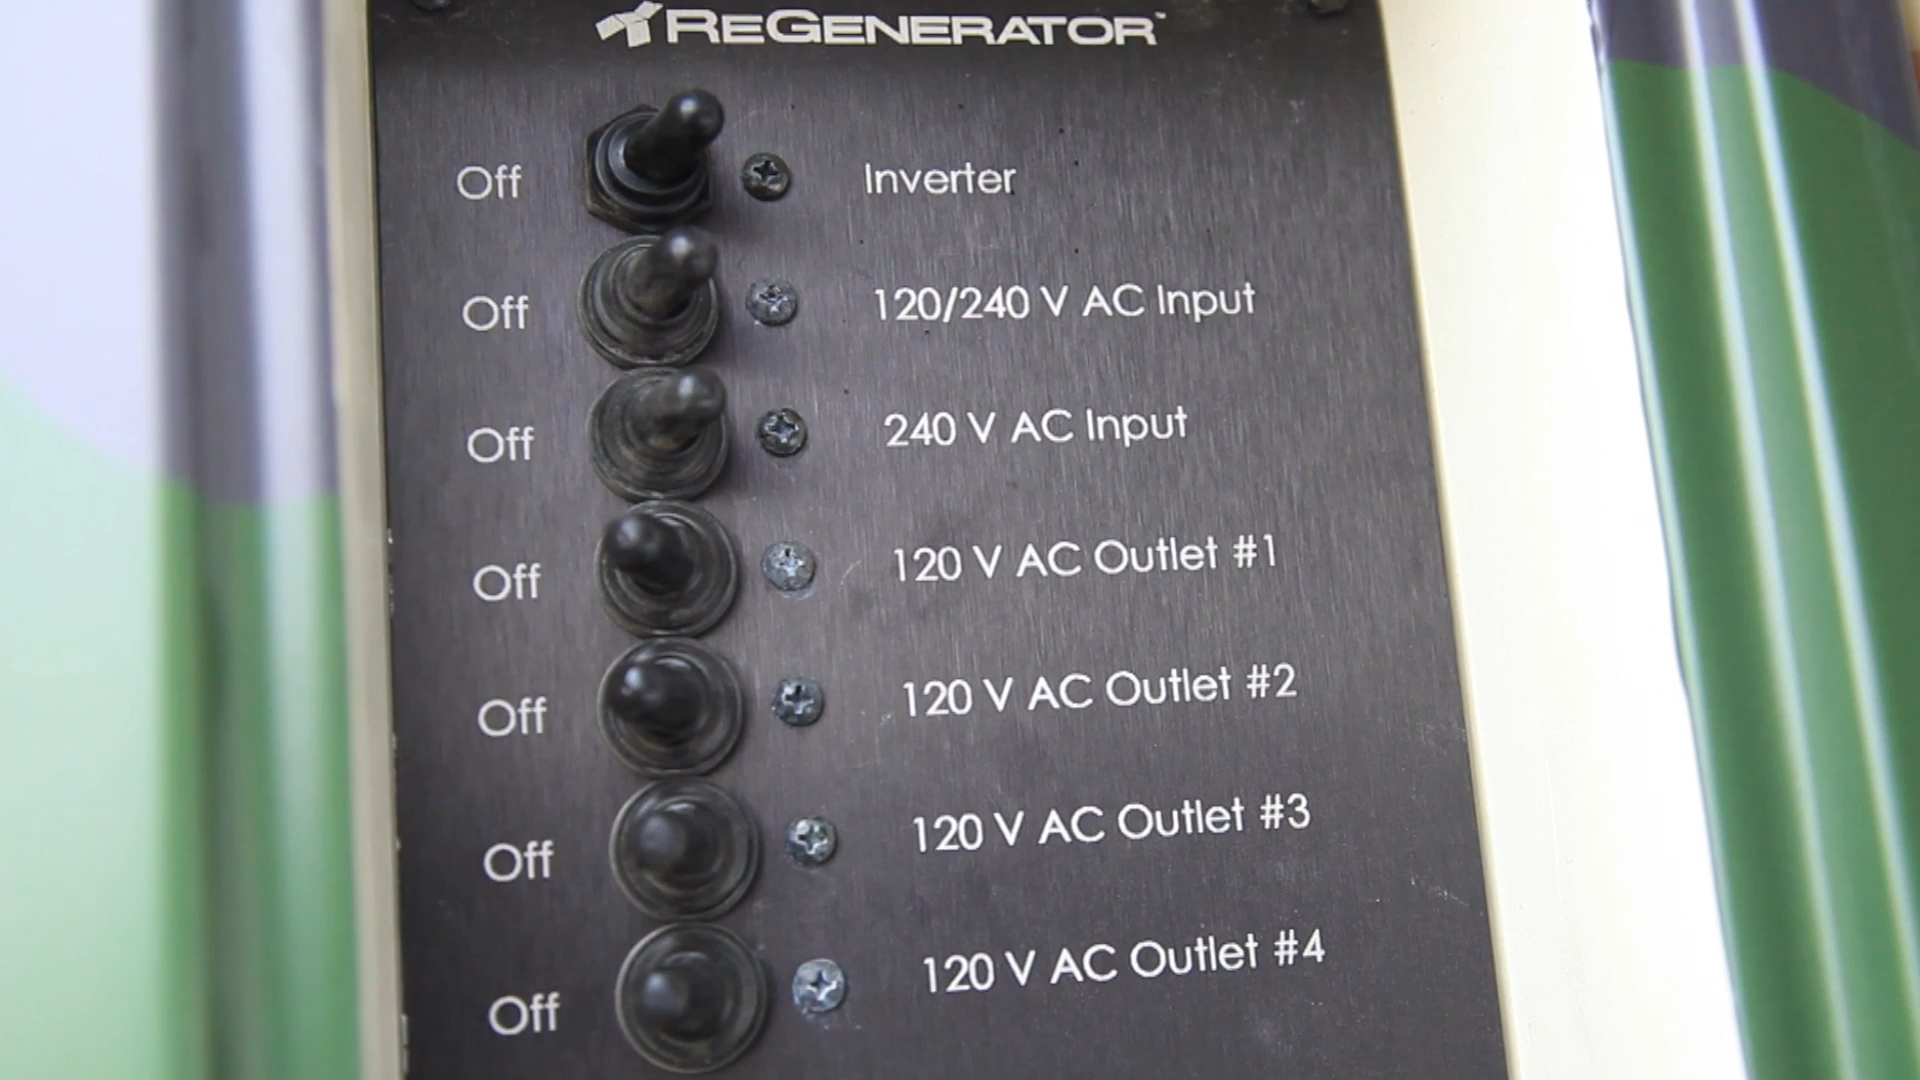 REGENERATOR™
Off Inverter
Off 120/240 V AC Input
Off 240 V AC Input
Off 120 V AC Outlet #1
Off 120 V AC Outlet #2
Off 120 V AC Outlet #3
Off 120 V AC Outlet #4